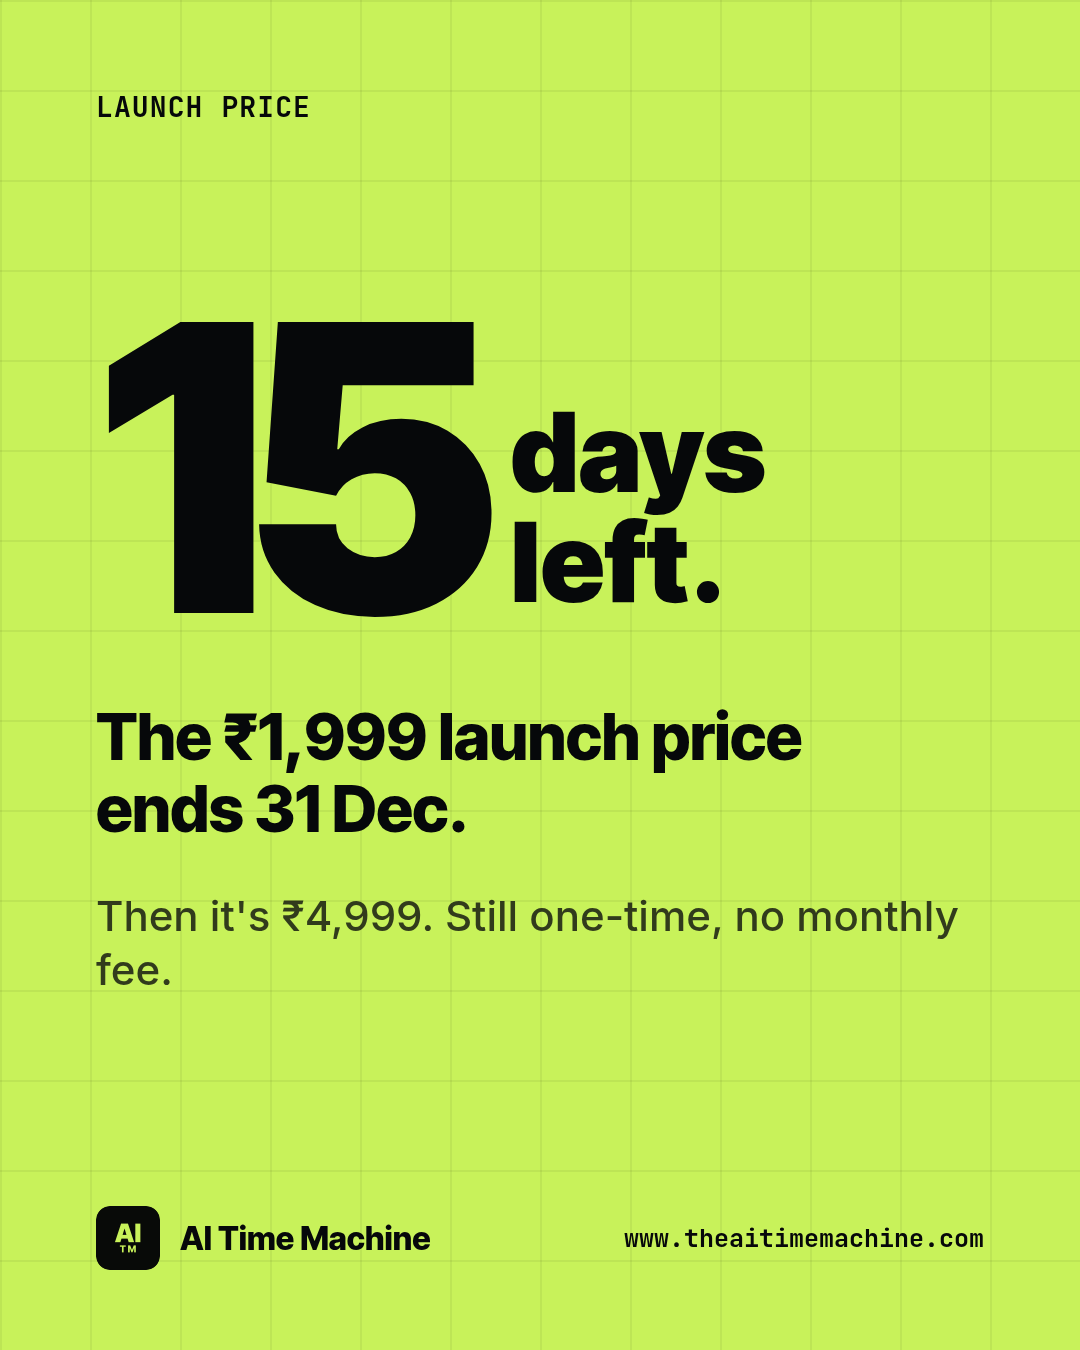 LAUNCH PRICE
15 days
left.
The ₹1,999 launch price
ends 31 Dec.
Then it's ₹4,999. Still one-time, no monthly
fee.
AI
TM
AI Time Machine
www.theaitimemachine.com